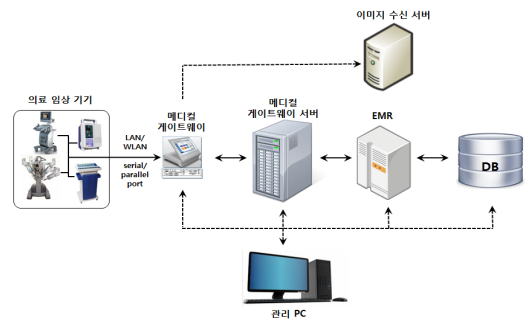 이미지 수신 서버
의료 임상 기기
LAN/
WLAN
serial/
parallel
port
메디컬
게이트웨이
메디컬
게이트웨이 서버
EMR
DB
관리 PC